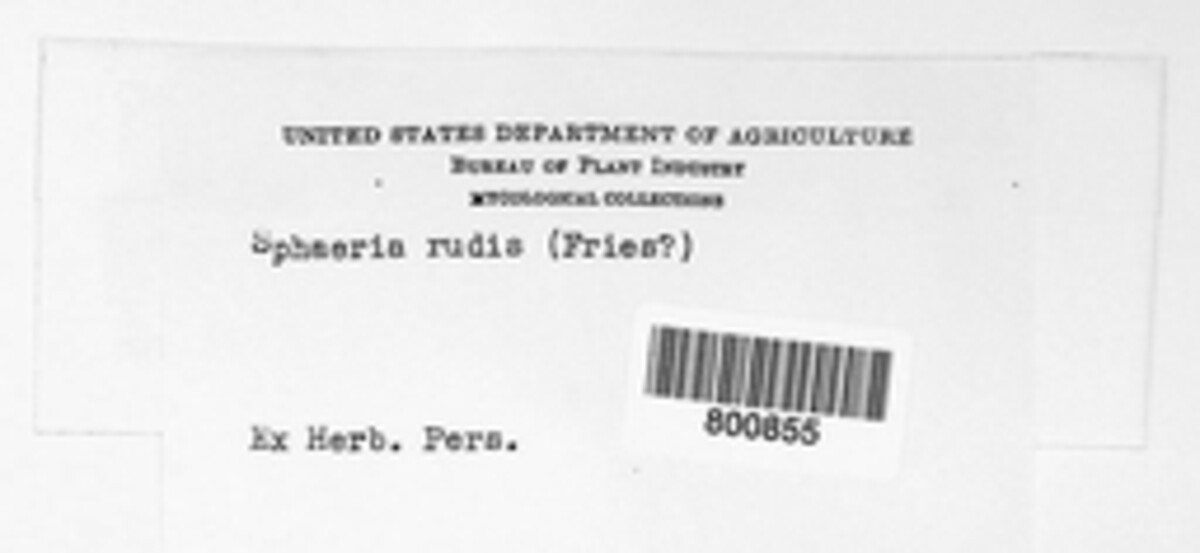 UNITED STATES DEPARTMENT OF AGRICULTURE
BUREAU OF PLANT INDUSTRY
MYCOLOGICAL COLLECTIONS
Sphaeria rudis (Fries?)
800855
Ex Herb. Pers.